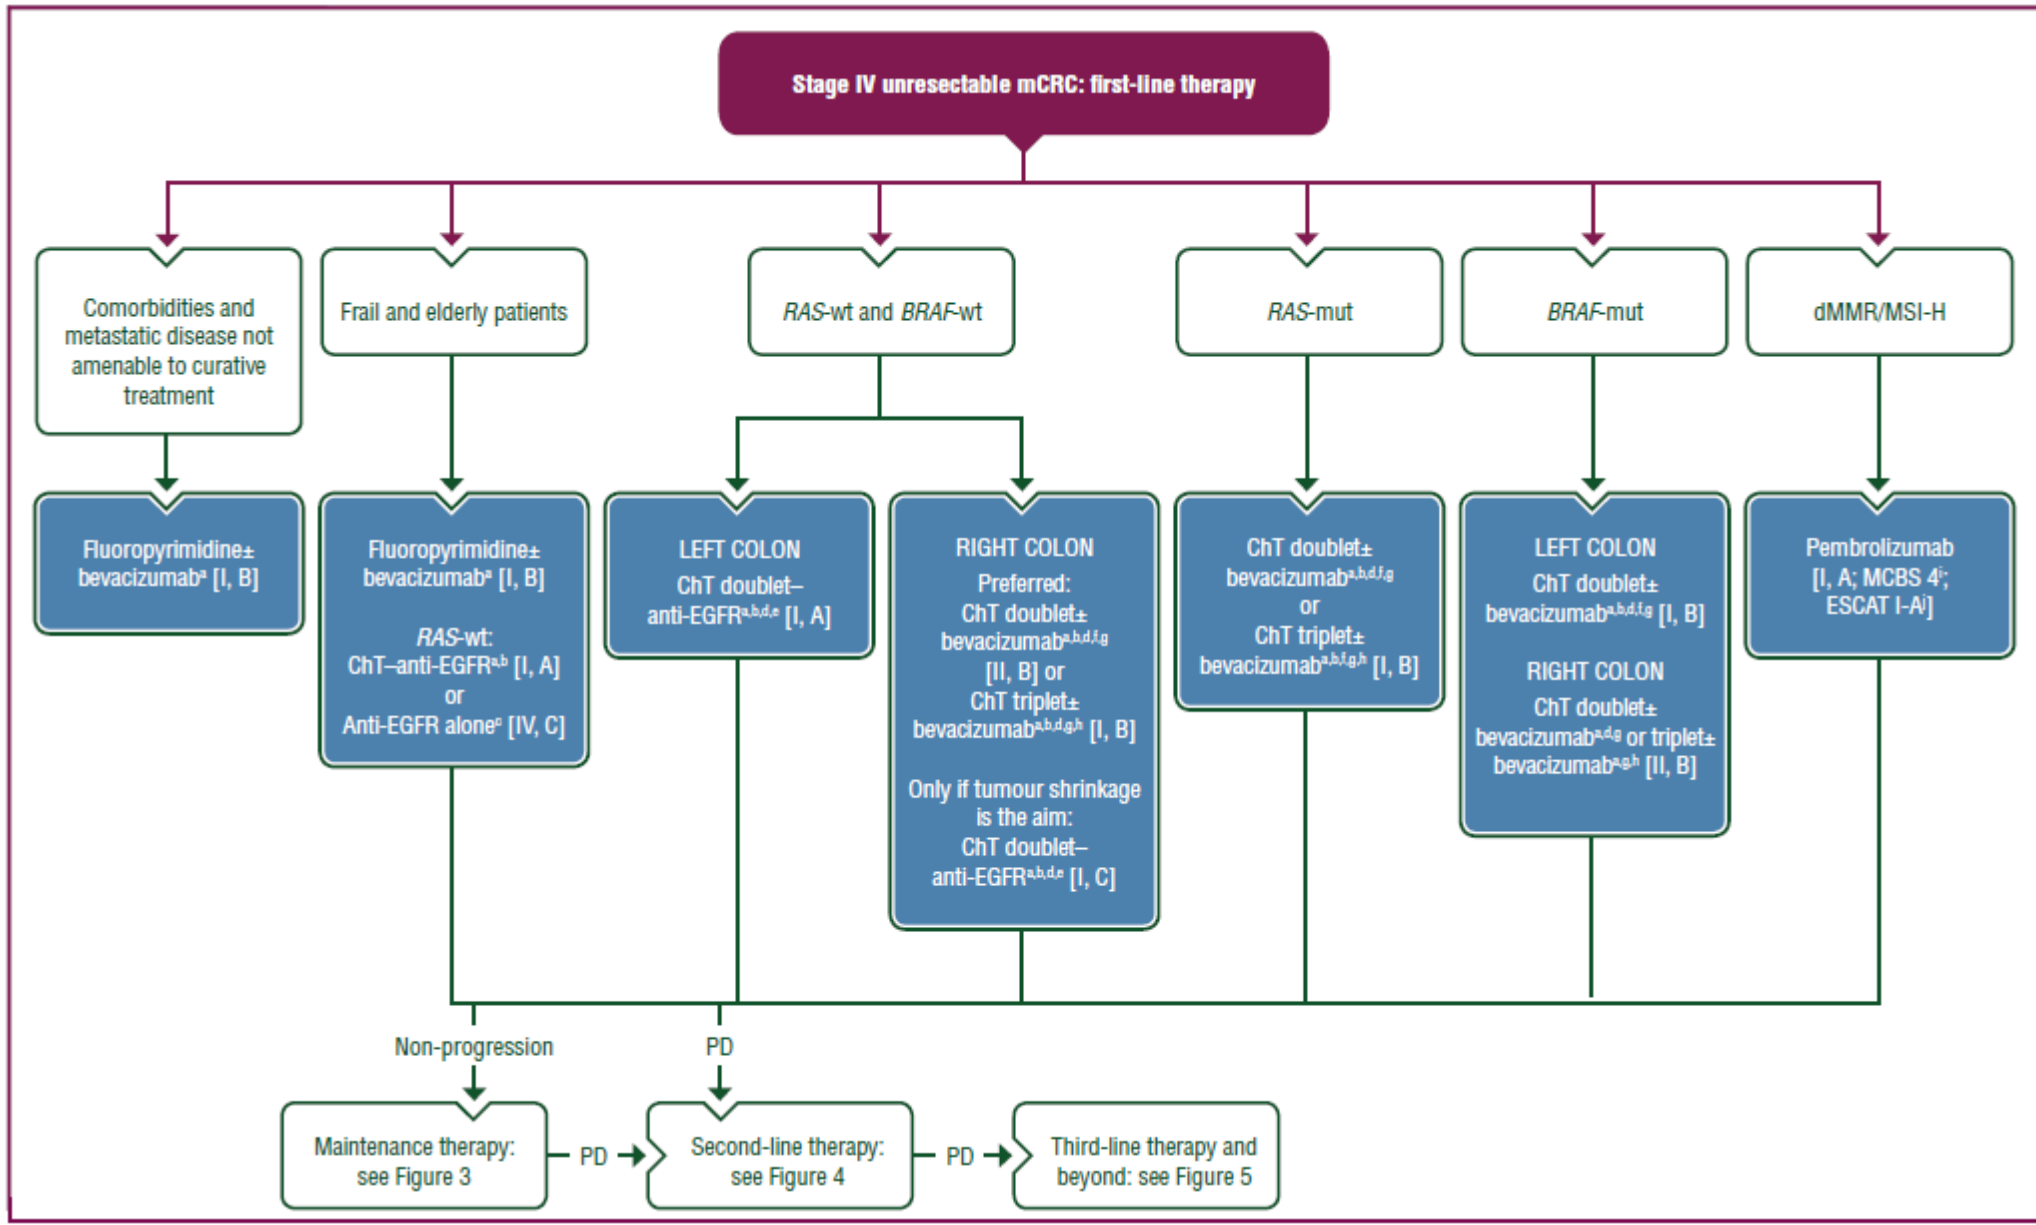 Stage IV unresectable mCRC: first-line therapy
Comorbidities and
metastatic disease not
amenable to curative
treatment
Frail and elderly patients
RAS-wt and BRAF-wt
RAS-mut
BRAF-mut
dMMR/MSI-H
Fluoropyrimidine±
bevacizumabᵃ [I, B]
Fluoropyrimidine±
bevacizumabᵃ [I, B]
RAS-wt:
ChT–anti-EGFRᵃ,ᵇ [I, A]
or
Anti-EGFR aloneᶜ [IV, C]
LEFT COLON
ChT doublet–
anti-EGFRᵃ,ᵇ,ᵈ,ᵉ [I, A]
RIGHT COLON
Preferred:
ChT doublet±
bevacizumabᵃ,ᵇ,ᵈ,ᶠ,ᵍ
[II, B] or
ChT triplet±
bevacizumabᵃ,ᵇ,ᵈ,ᵍ,ʰ [I, B]
Only if tumour shrinkage
is the aim:
ChT doublet–
anti-EGFRᵃ,ᵇ,ᵈ,ᵉ [I, C]
ChT doublet±
bevacizumabᵃ,ᵇ,ᵈ,ᶠ,ᵍ
or
ChT triplet±
bevacizumabᵃ,ᵇ,ᶠ,ᵍ,ʰ [I, B]
LEFT COLON
ChT doublet±
bevacizumabᵃ,ᵇ,ᵈ,ᶠ,ᵍ [I, B]
RIGHT COLON
ChT doublet±
bevacizumabᵃ,ᵈ,ᵍ or triplet±
bevacizumabᵃ,ᵍ,ʰ [II, B]
Pembrolizumab
[I, A; MCBS 4ⁱ;
ESCAT I-Aʲ]
Non-progression
PD
Maintenance therapy:
see Figure 3
PD
Second-line therapy:
see Figure 4
PD
Third-line therapy and
beyond: see Figure 5